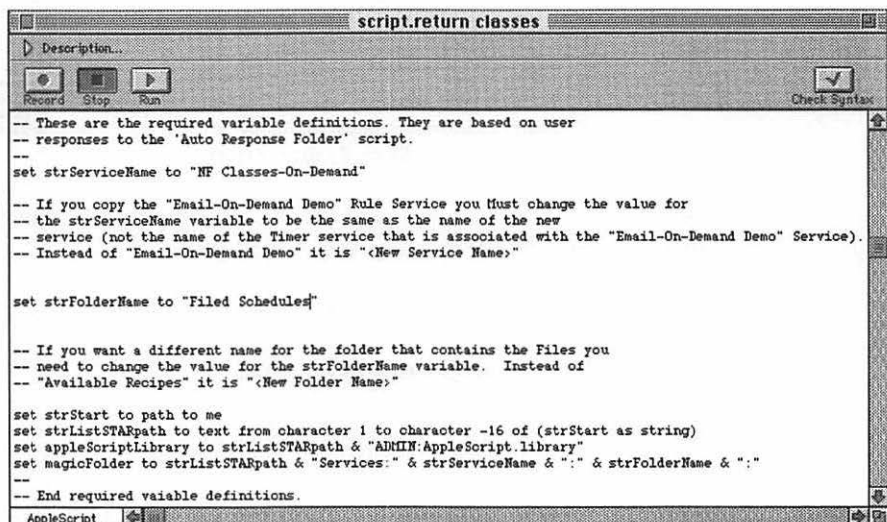 script.return classes
Description...
Record Stop Run Check Syntax
-- These are the required variable definitions. They are based on user
-- responses to the 'Auto Response Folder' script.
--
set strServiceName to "NF Classes-On-Demand"
-- If you copy the "Email-On-Demand Demo" Rule Service you Must change the value for
-- the strServiceName variable to be the same as the name of the new
-- service (not the name of the Timer service that is associated with the "Email-On-Demand Demo" Service).
-- Instead of "Email-On-Demand Demo" it is "<New Service Name>"
set strFolderName to "Filed Schedules"
-- If you want a different name for the folder that contains the Files you
-- need to change the value for the strFolderName variable.  Instead of
-- "Available Recipes" it is "<New Folder Name>"
set strStart to path to me
set strListSTARpath to text from character 1 to character -16 of (strStart as string)
set appleScriptLibrary to strListSTARpath & "ADMIN:AppleScript.library"
set magicFolder to strListSTARpath & "Services:" & strServiceName & ":" & strFolderName & ":"
--
-- End required vaiable definitions.
AppleScript